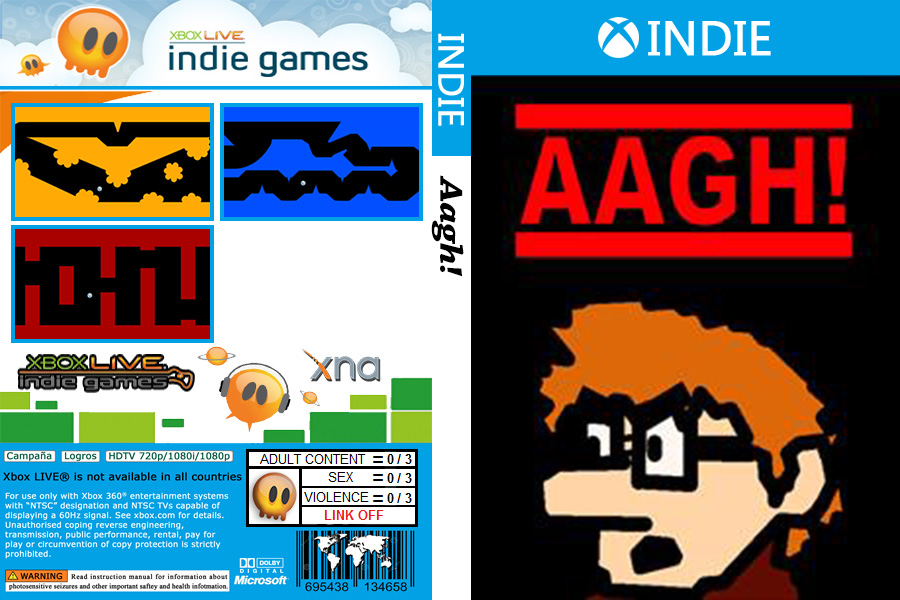 XBOX LIVE
indie games
XBOX LIVE
indie games
xna
Campaña Logros HDTV 720p/1080i/1080p
Xbox LIVE® is not available in all countries
For use only with Xbox 360® entertainment systems
with “NTSC” designation and NTSC TVs capable of
displaying a 60Hz signal. See xbox.com for details.
Unauthorised coping reverse engineering,
transmission, public performance, rental, pay for
play or circumvention of copy protection is strictly
prohibited.
WARNING Read instruction manual for information about
photosensitive seizures and other important saftey and health infotmation.
ADULT CONTENT = 0 / 3
SEX = 0 / 3
VIOLENCE = 0 / 3
LINK OFF
DOLBY
DIGITAL
Microsoft
695438 134658
INDIE
Aagh!
INDIE
AAGH!